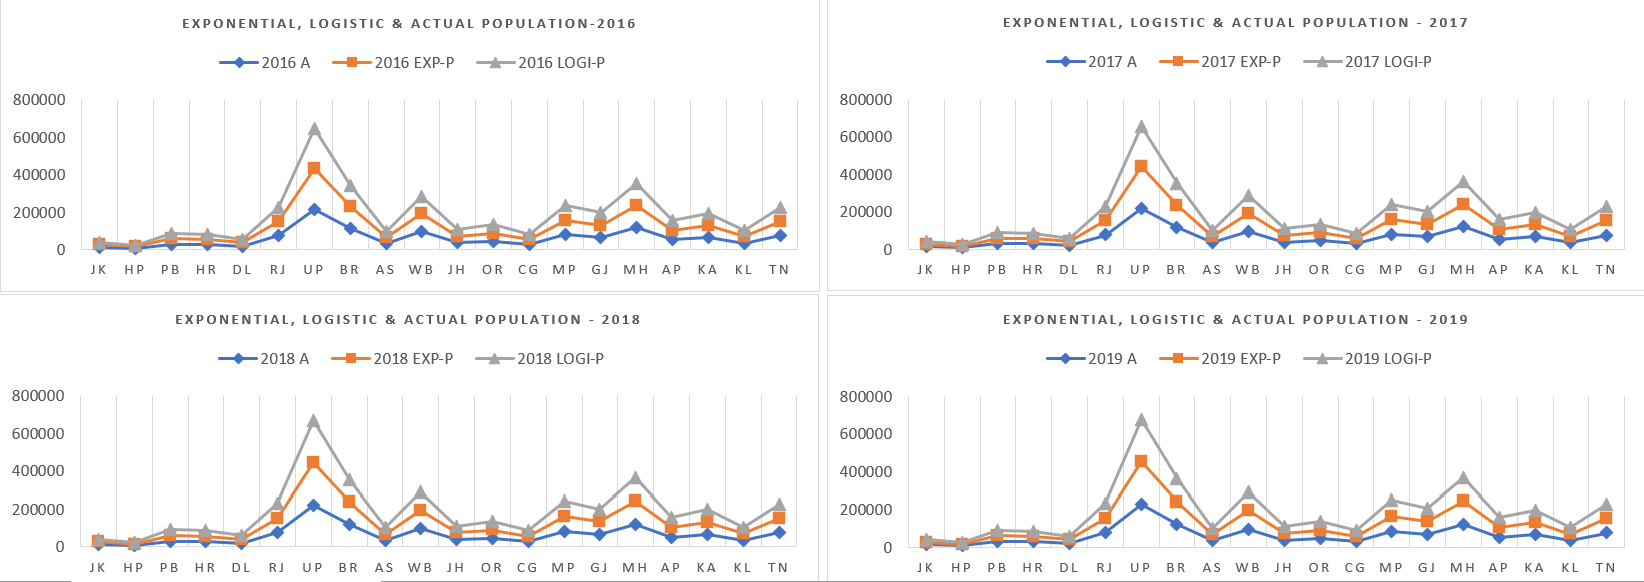 EXPONENTIAL, LOGISTIC & ACTUAL POPULATION-2016
2016 A 2016 EXP-P 2016 LOGI-P
800000
600000
400000
200000
0
JK HP PB HR DL RJ UP BR AS WB JH OR CG MP GJ MH AP KA KL TN
EXPONENTIAL, LOGISTIC & ACTUAL POPULATION - 2017
2017 A 2017 EXP-P 2017 LOGI-P
800000
600000
400000
200000
0
JK HP PB HR DL RJ UP BR AS WB JH OR CG MP GJ MH AP KA KL TN
EXPONENTIAL, LOGISTIC & ACTUAL POPULATION - 2018
2018 A 2018 EXP-P 2018 LOGI-P
800000
600000
400000
200000
0
JK HP PB HR DL RJ UP BR AS WB JH OR CG MP GJ MH AP KA KL TN
EXPONENTIAL, LOGISTIC & ACTUAL POPULATION - 2019
2019 A 2019 EXP-P 2019 LOGI-P
800000
600000
400000
200000
0
JK HP PB HR DL RJ UP BR AS WB JH OR CG MP GJ MH AP KA KL TN